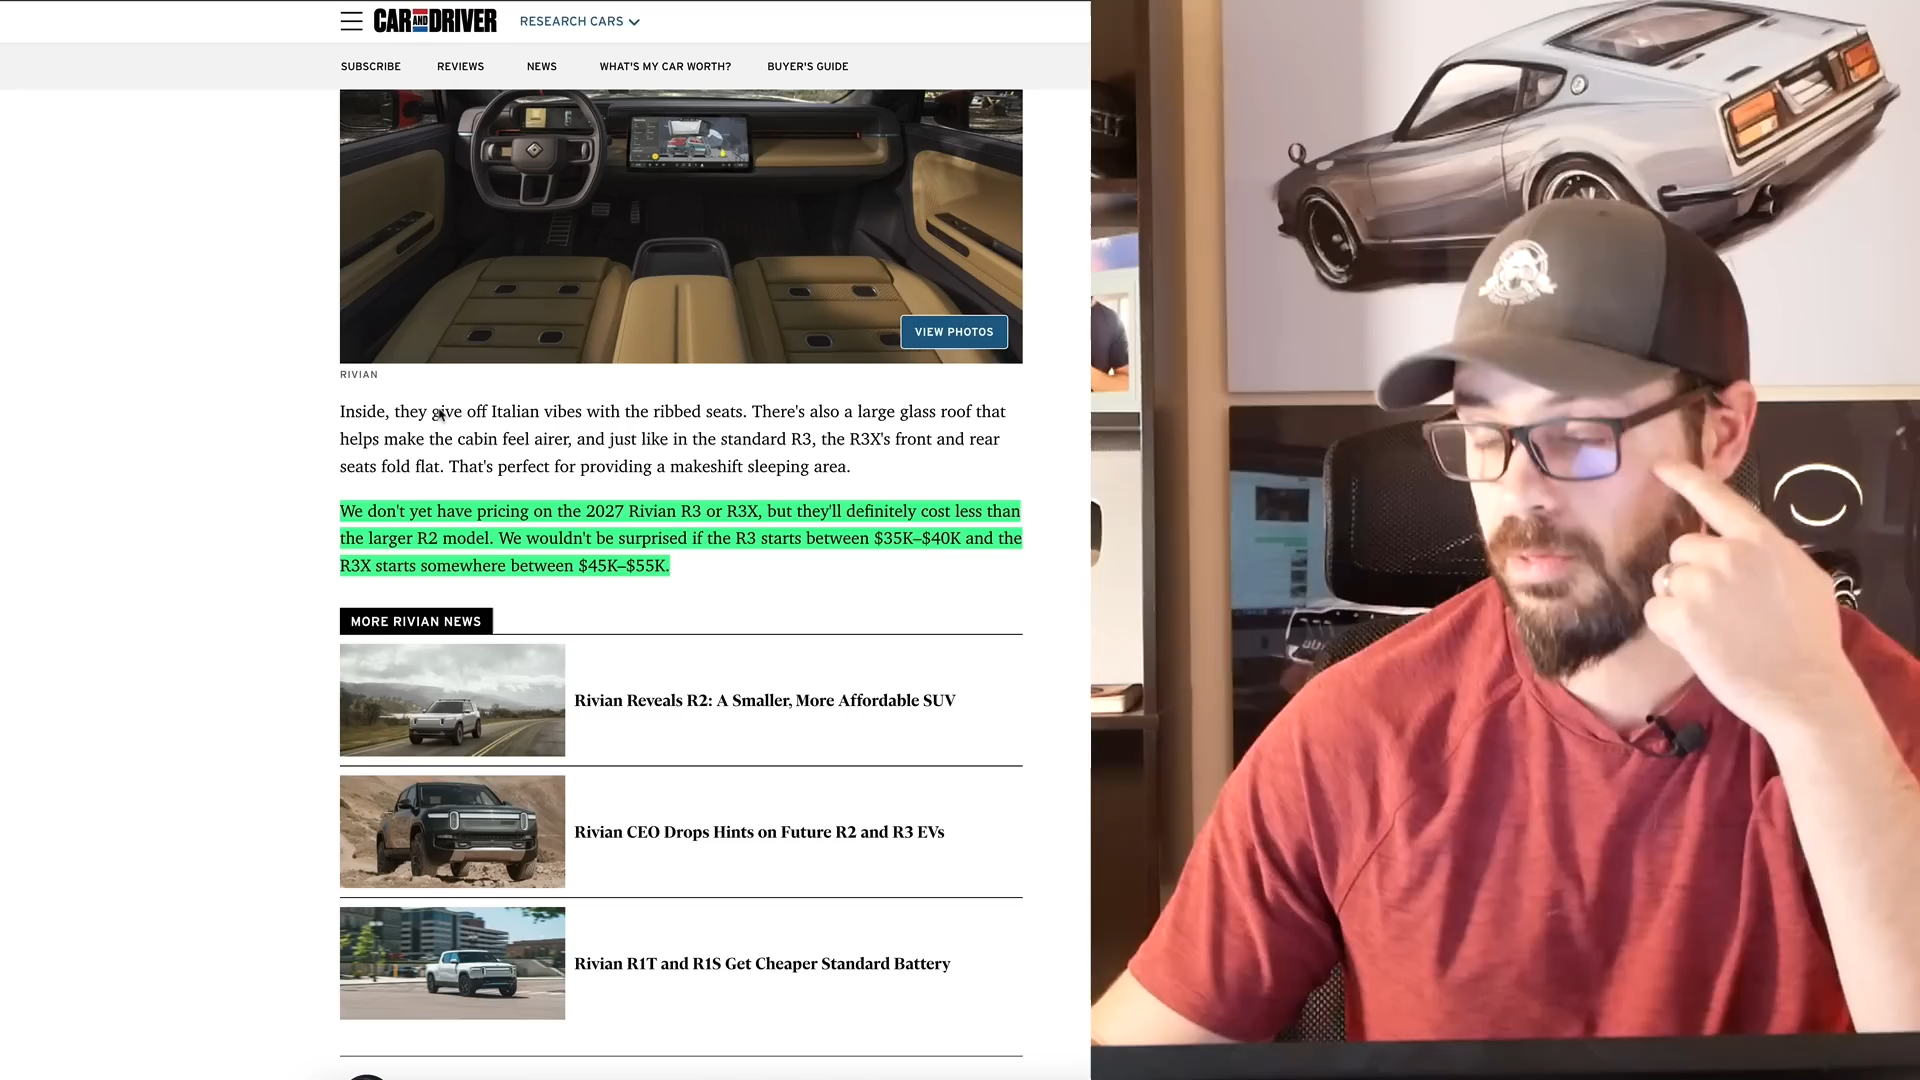 CAR AND DRIVER
RESEARCH CARS
SUBSCRIBE
REVIEWS
NEWS
WHAT'S MY CAR WORTH?
BUYER'S GUIDE
VIEW PHOTOS
RIVIAN
Inside, they give off Italian vibes with the ribbed seats. There's also a large glass roof that
helps make the cabin feel airer, and just like in the standard R3, the R3X's front and rear
seats fold flat. That's perfect for providing a makeshift sleeping area.
We don't yet have pricing on the 2027 Rivian R3 or R3X, but they'll definitely cost less than
the larger R2 model. We wouldn't be surprised if the R3 starts between $35K–$40K and the
R3X starts somewhere between $45K–$55K.
MORE RIVIAN NEWS
Rivian Reveals R2: A Smaller, More Affordable SUV
Rivian CEO Drops Hints on Future R2 and R3 EVs
Rivian R1T and R1S Get Cheaper Standard Battery